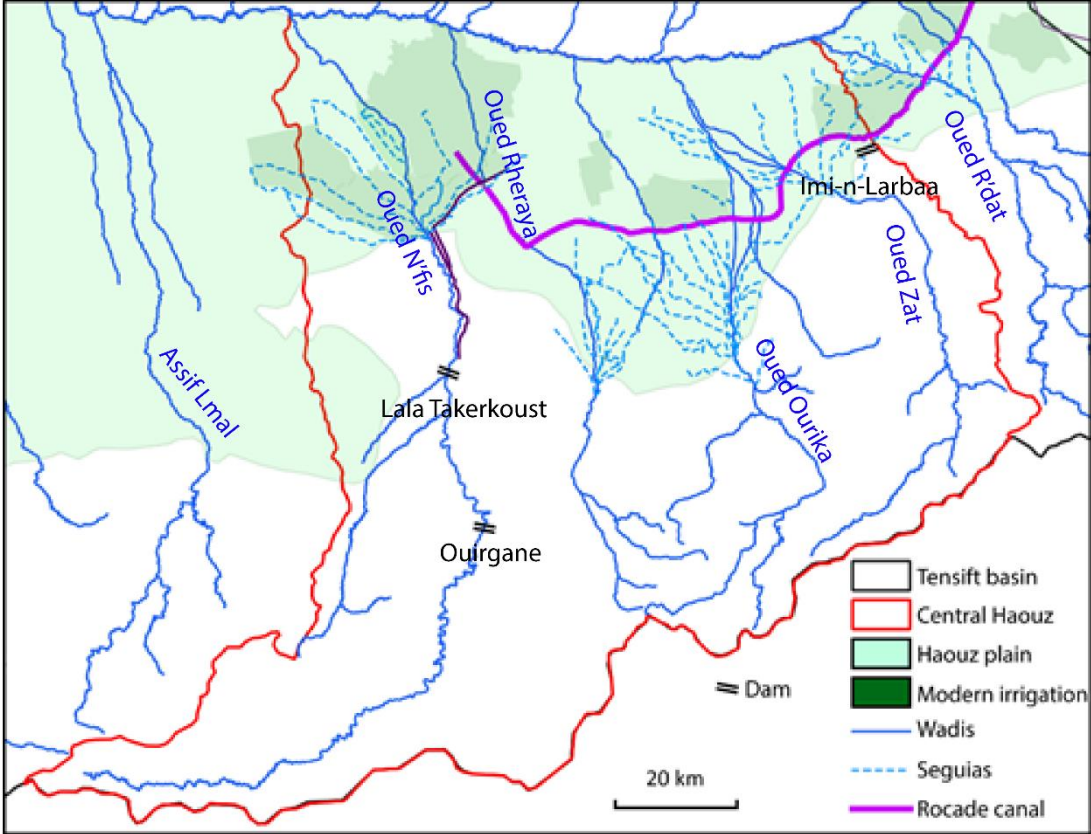 Oued Rheraya
Oued R'dat
Imi-n-Larbaa
Oued N'fis
Oued Zat
Assif Lmal
Oued Ourika
Lala Takerkoust
Ouirgane
Tensift basin
Central Haouz
Haouz plain
Dam
Modern irrigation
Wadis
20 km
Seguias
Rocade canal